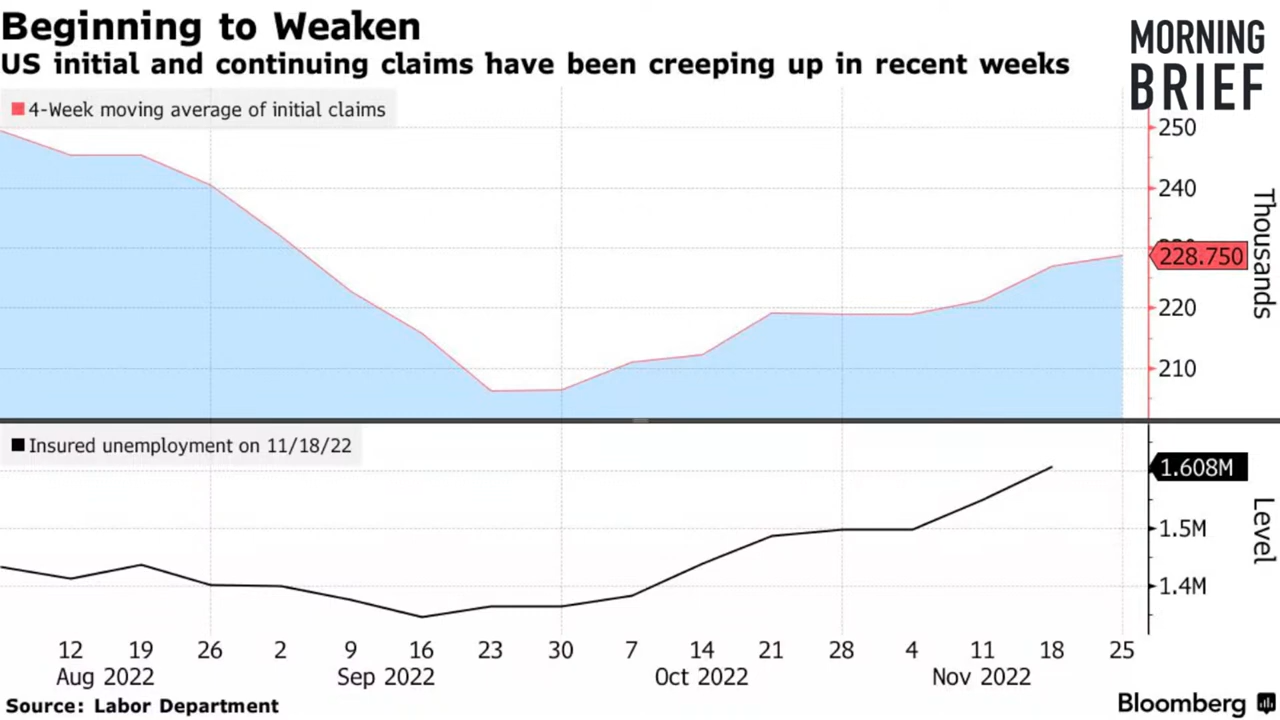 Beginning to Weaken
US initial and continuing claims have been creeping up in recent weeks
MORNING
BRIEF
4-Week moving average of initial claims
250
240
228.750
220
210
Thousands
Insured unemployment on 11/18/22
1.608M
1.5M
1.4M
Level
12 19 26 2 9 16 23 30 7 14 21 28 4 11 18 25
Aug 2022 Sep 2022 Oct 2022 Nov 2022
Source: Labor Department
Bloomberg